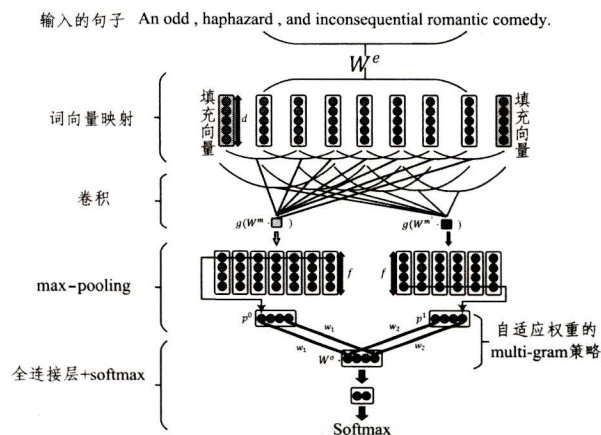 输入的句子 An odd , haphazard , and inconsequential romantic comedy.
W^e
词向量映射
填充向量
d
填充向量
卷积
g(W^m · )
g(W^m' · )
max-pooling
f
f
p^0
w_1
w_2
p^1
w_1
w_2
W^o ·
自适应权重的
multi-gram策略
全连接层+softmax
Softmax